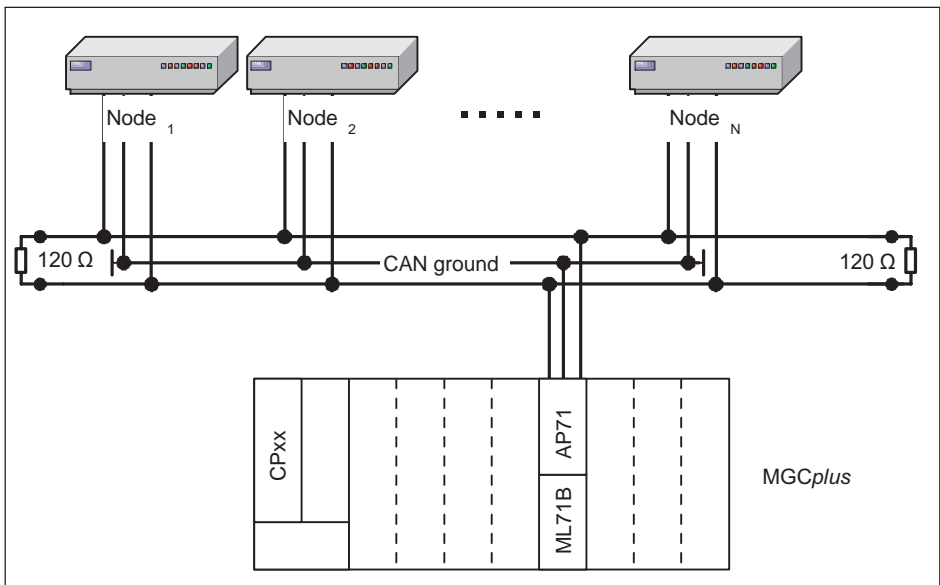 Node 1
Node 2
Node N
120 Ω
CAN ground
120 Ω
CPxx
AP71
ML71B
MGCplus